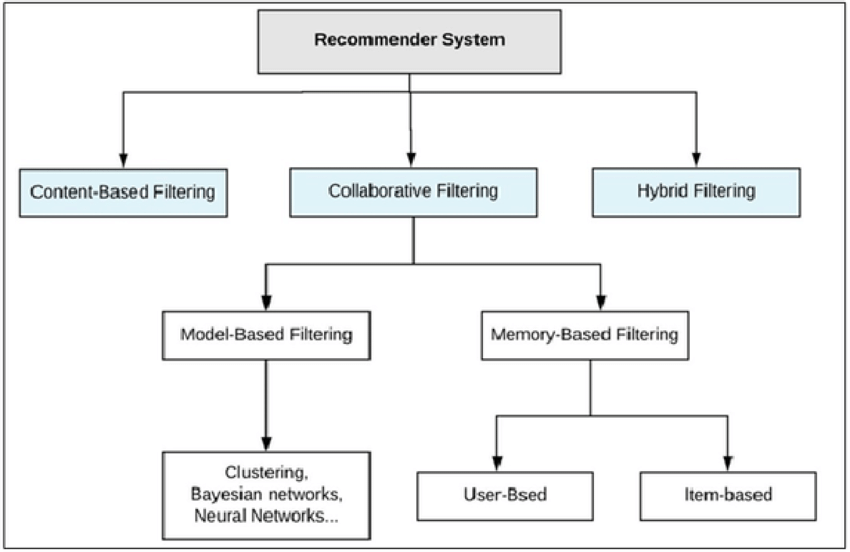 Recommender System
Content-Based Filtering
Collaborative Filtering
Hybrid Filtering
Model-Based Filtering
Memory-Based Filtering
Clustering,
Bayesian networks,
Neural Networks...
User-Bsed
Item-based